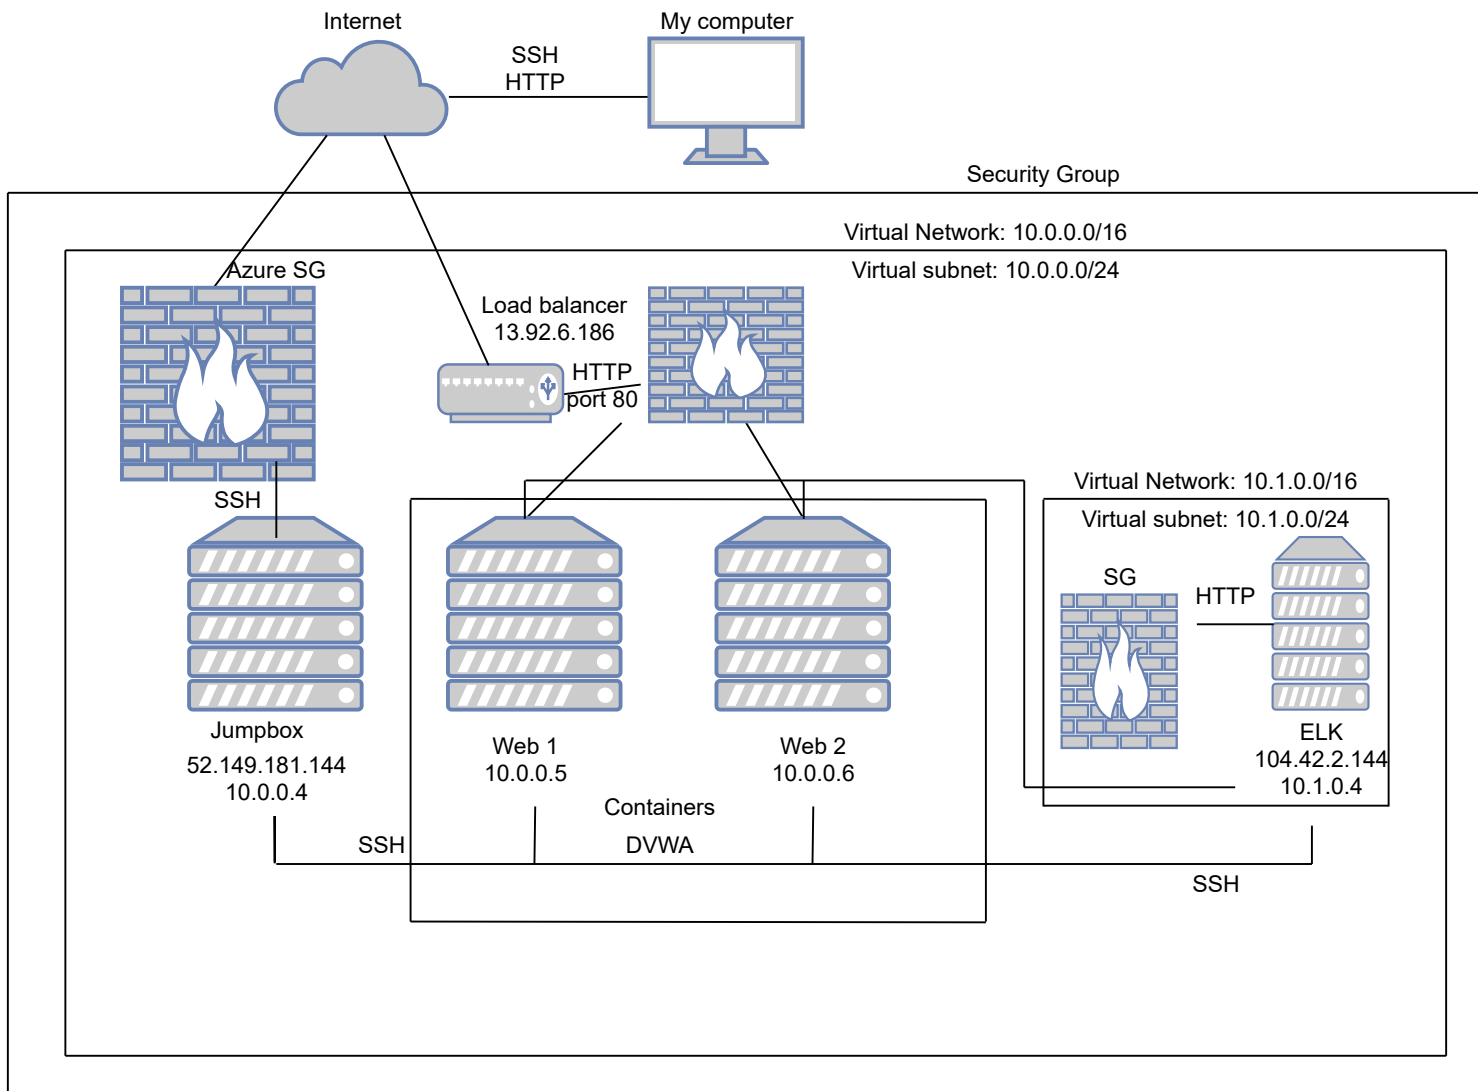 Internet
My computer
SSH
HTTP
Security Group
Virtual Network: 10.0.0.0/16
Virtual subnet: 10.0.0.0/24
Azure SG
Load balancer
13.92.6.186
HTTP
port 80
SSH
Virtual Network: 10.1.0.0/16
Virtual subnet: 10.1.0.0/24
SG
HTTP
Jumpbox
52.149.181.144
10.0.0.4
Web 1
10.0.0.5
Web 2
10.0.0.6
ELK
104.42.2.144
10.1.0.4
Containers
SSH
DVWA
SSH